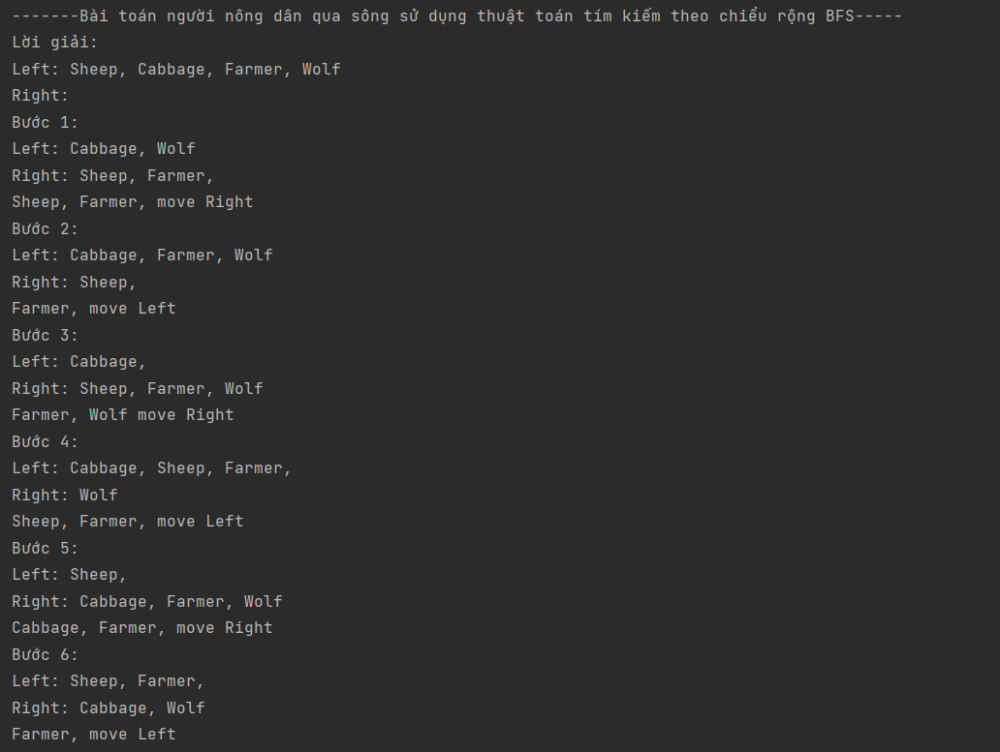 -------Bài toán người nông dân qua sông sử dụng thuật toán tím kiếm theo chiểu rộng BFS-----
Lời giải:
Left: Sheep, Cabbage, Farmer, Wolf
Right:
Bước 1:
Left: Cabbage, Wolf
Right: Sheep, Farmer,
Sheep, Farmer, move Right
Bước 2:
Left: Cabbage, Farmer, Wolf
Right: Sheep,
Farmer, move Left
Bước 3:
Left: Cabbage,
Right: Sheep, Farmer, Wolf
Farmer, Wolf move Right
Bước 4:
Left: Cabbage, Sheep, Farmer,
Right: Wolf
Sheep, Farmer, move Left
Bước 5:
Left: Sheep,
Right: Cabbage, Farmer, Wolf
Cabbage, Farmer, move Right
Bước 6:
Left: Sheep, Farmer,
Right: Cabbage, Wolf
Farmer, move Left